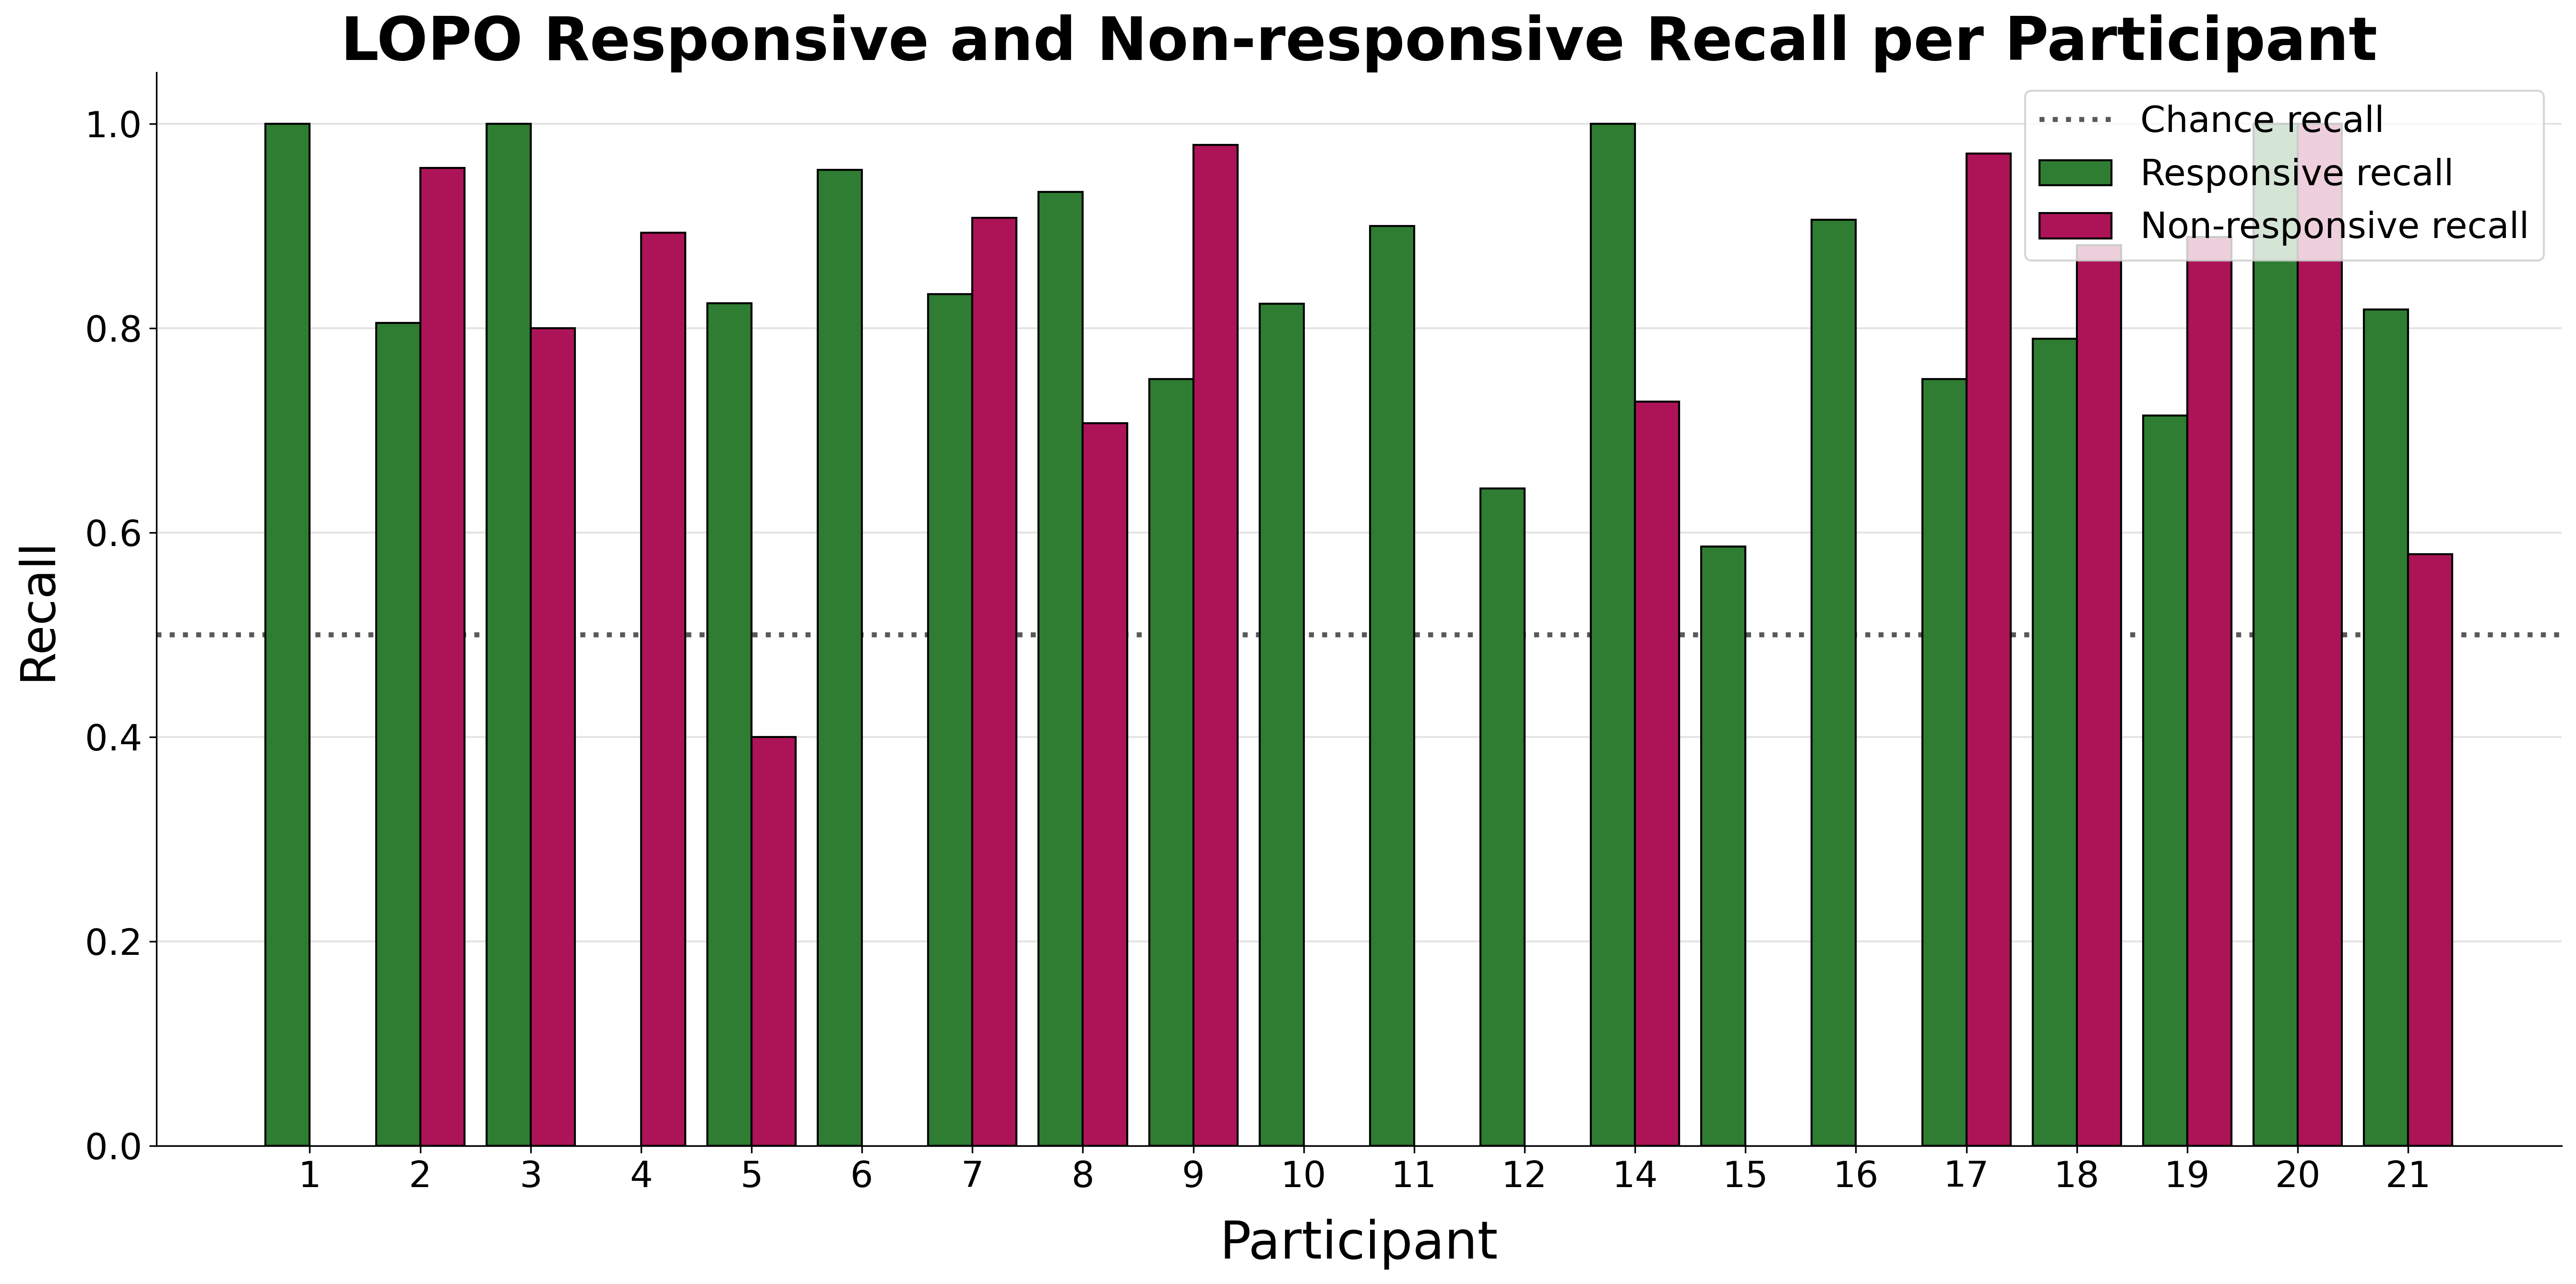 LOPO Responsive and Non-responsive Recall per Participant
Chance recall
Responsive recall
Non-responsive recall
1.0
0.8
0.6
0.4
0.2
0.0
Recall
1 2 3 4 5 6 7 8 9 10 11 12 14 15 16 17 18 19 20 21
Participant